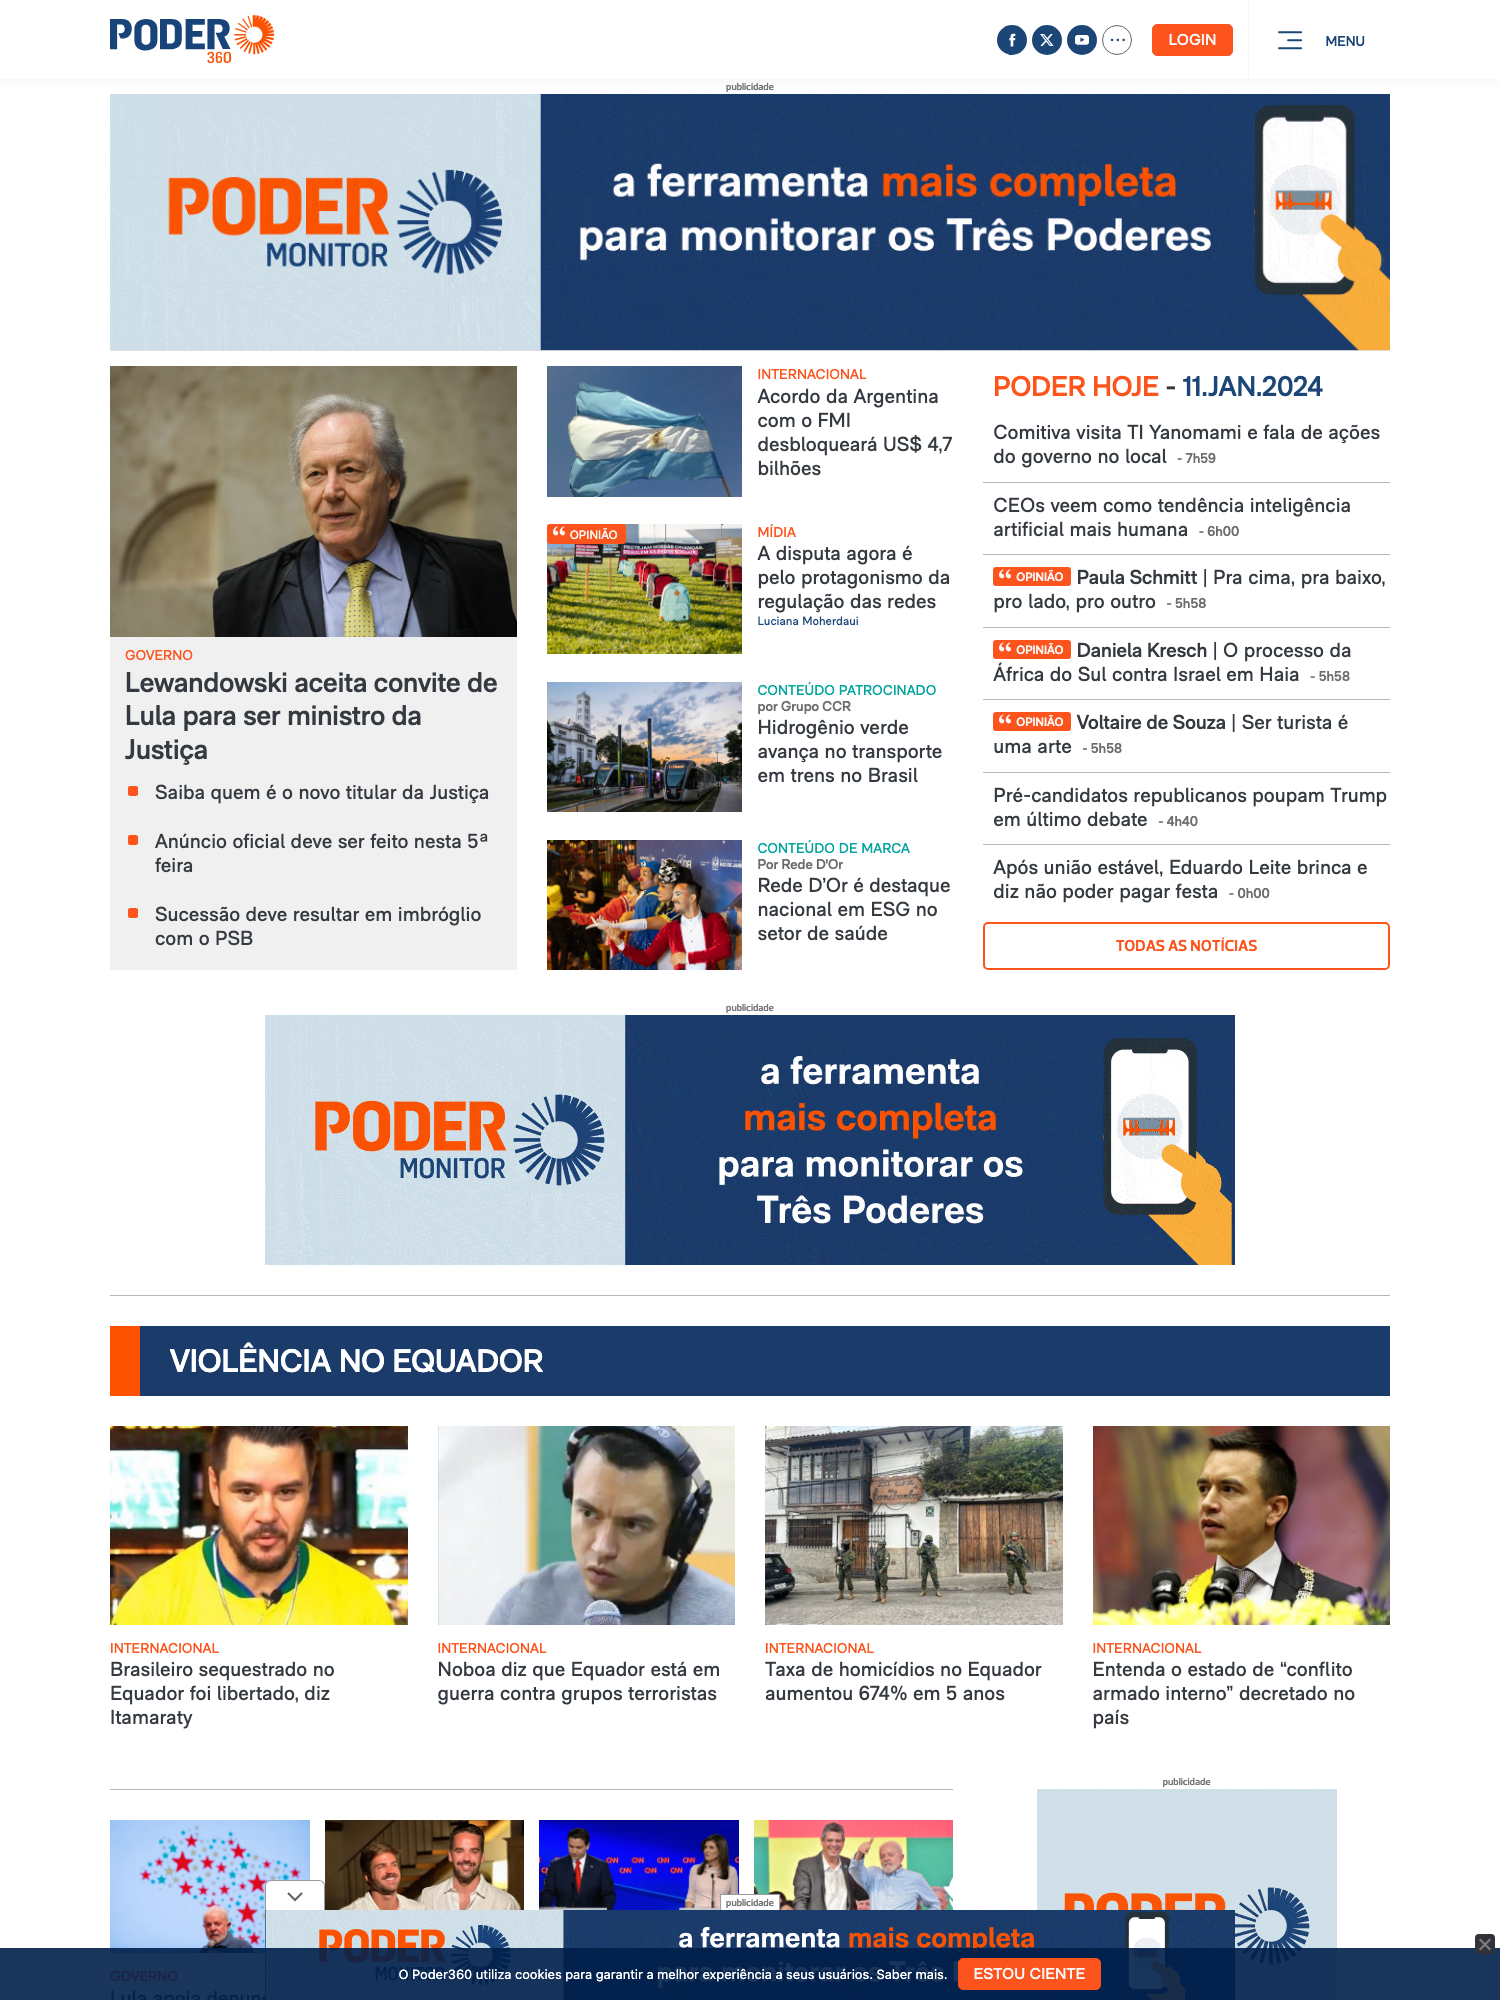 PODER
360
LOGIN
MENU
publicidade
PODER
MONITOR
a ferramenta mais completa
para monitorar os Três Poderes
GOVERNO
Lewandowski aceita convite de
Lula para ser ministro da
Justiça
Saiba quem é o novo titular da Justiça
Anúncio oficial deve ser feito nesta 5ª
feira
Sucessão deve resultar em imbróglio
com o PSB
INTERNACIONAL
Acordo da Argentina
com o FMI
desbloqueará US$ 4,7
bilhões
OPINIÃO
MÍDIA
A disputa agora é
pelo protagonismo da
regulação das redes
Luciana Moherdaui
CONTEÚDO PATROCINADO
por Grupo CCR
Hidrogênio verde
avança no transporte
em trens no Brasil
CONTEÚDO DE MARCA
Por Rede D'Or
Rede D’Or é destaque
nacional em ESG no
setor de saúde
PODER HOJE - 11.JAN.2024
Comitiva visita TI Yanomami e fala de ações
do governo no local - 7h59
CEOs veem como tendência inteligência
artificial mais humana - 6h00
OPINIÃO Paula Schmitt | Pra cima, pra baixo,
pro lado, pro outro - 5h58
OPINIÃO Daniela Kresch | O processo da
África do Sul contra Israel em Haia - 5h58
OPINIÃO Voltaire de Souza | Ser turista é
uma arte - 5h58
Pré-candidatos republicanos poupam Trump
em último debate - 4h40
Após união estável, Eduardo Leite brinca e
diz não poder pagar festa - 0h00
TODAS AS NOTÍCIAS
publicidade
PODER
MONITOR
a ferramenta
mais completa
para monitorar os
Três Poderes
VIOLÊNCIA NO EQUADOR
INTERNACIONAL
Brasileiro sequestrado no
Equador foi libertado, diz
Itamaraty
INTERNACIONAL
Noboa diz que Equador está em
guerra contra grupos terroristas
INTERNACIONAL
Taxa de homicídios no Equador
aumentou 674% em 5 anos
INTERNACIONAL
Entenda o estado de “conflito
armado interno” decretado no
país
publicidade
PODER
CNN CNN CNN
publicidade
PODER
a ferramenta mais completa
GOVERNO
Lula apoia
O Poder360 utiliza cookies para garantir a melhor experiência a seus usuários. Saber mais.
ESTOU CIENTE